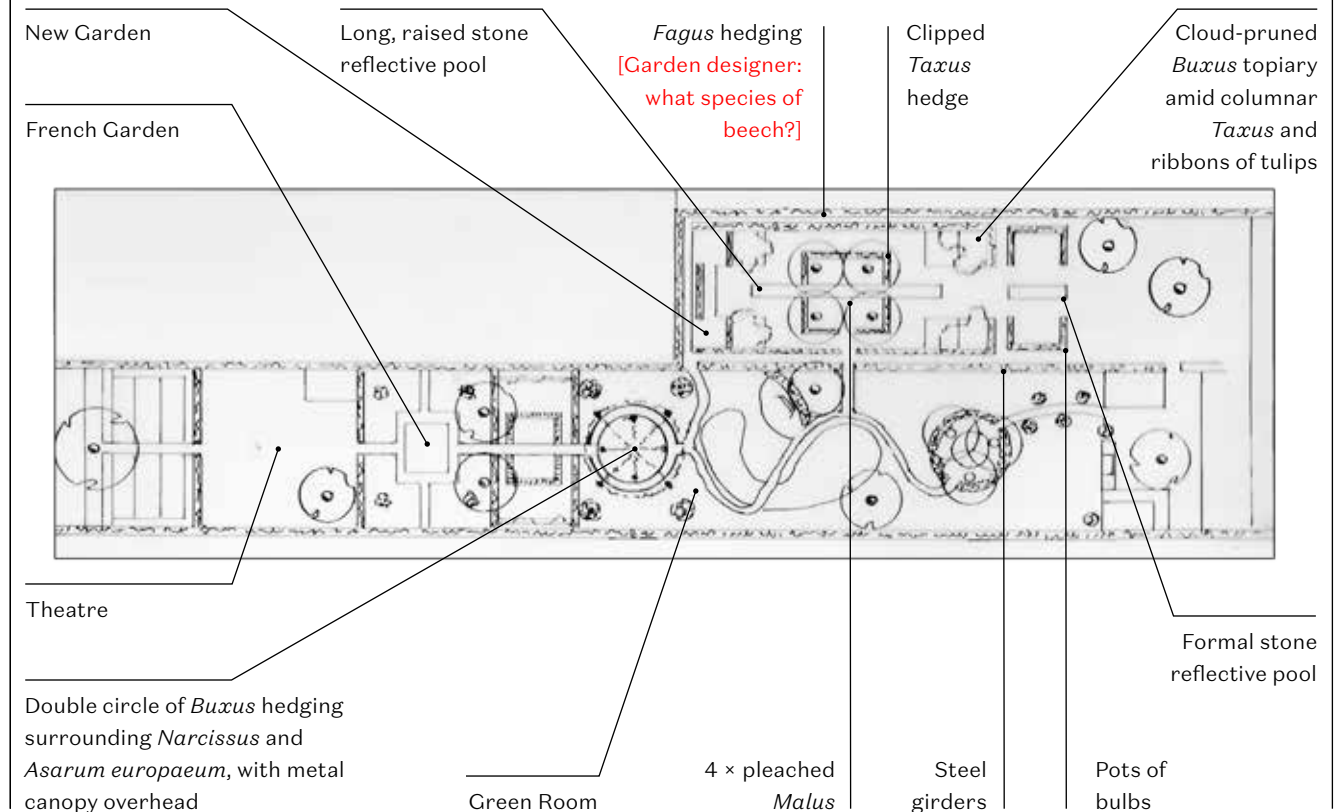 New Garden
Long, raised stone
reflective pool
Fagus hedging
[Garden designer:
what species of
beech?]
Clipped
Taxus
hedge
Cloud-pruned
Buxus topiary
amid columnar
Taxus and
ribbons of tulips
French Garden
Theatre
Formal stone
reflective pool
Double circle of Buxus hedging
surrounding Narcissus and
Asarum europaeum, with metal
canopy overhead
Green Room
4 × pleached
Malus
Steel
girders
Pots of
bulbs